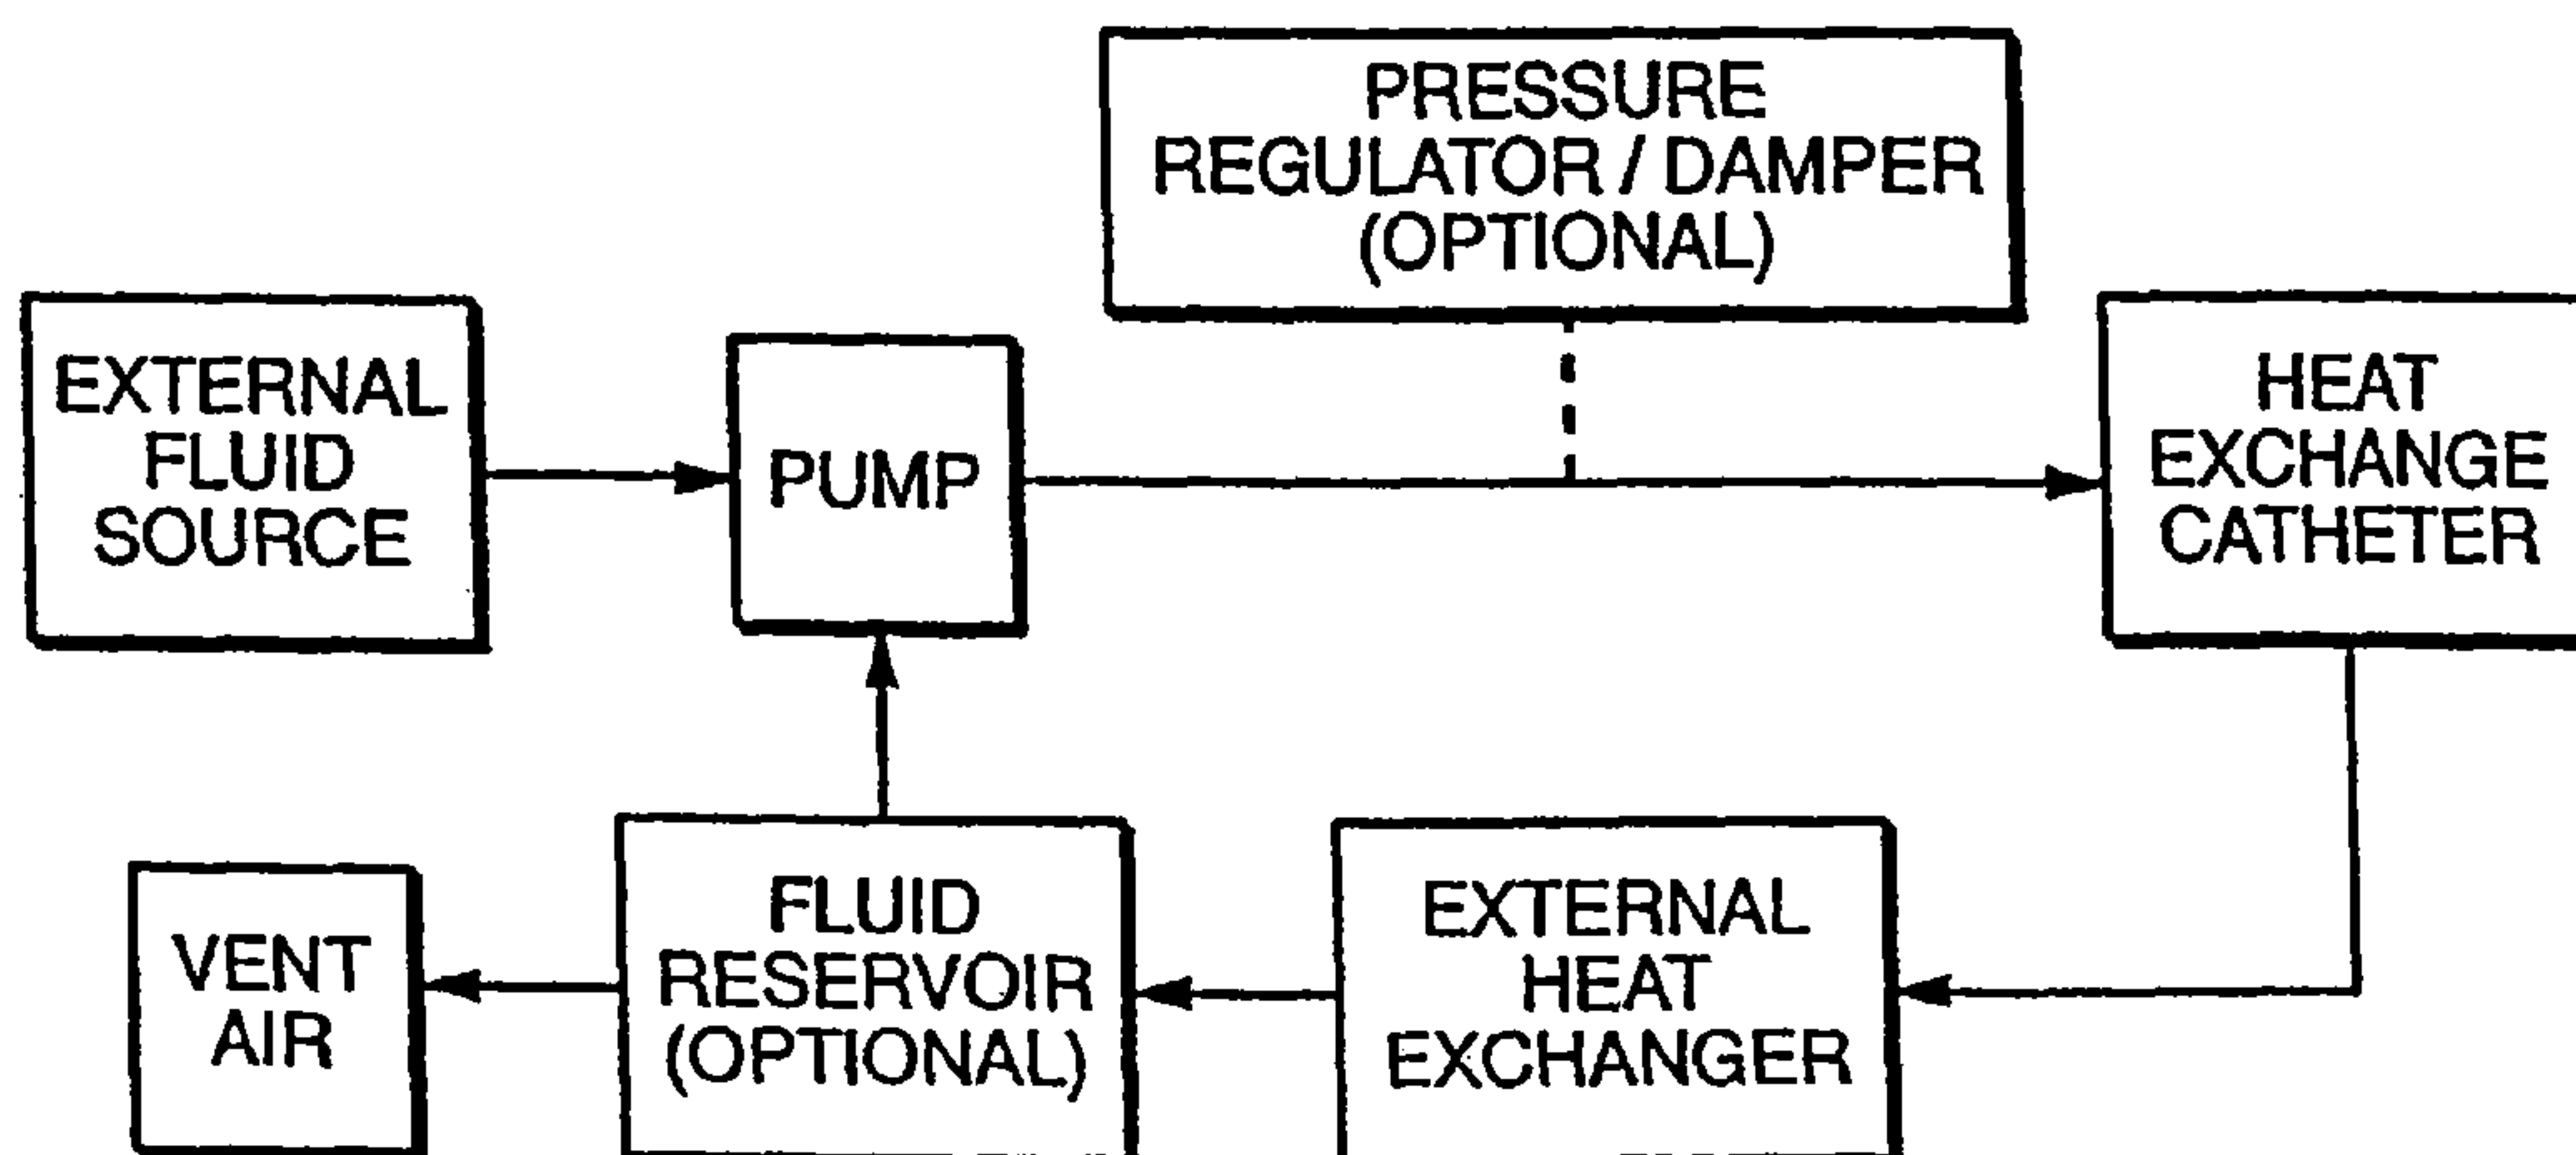 PRESSURE
REGULATOR / DAMPER
(OPTIONAL)
EXTERNAL
FLUID
SOURCE
PUMP
HEAT
EXCHANGE
CATHETER
VENT
AIR
FLUID
RESERVOIR
(OPTIONAL)
EXTERNAL
HEAT
EXCHANGER